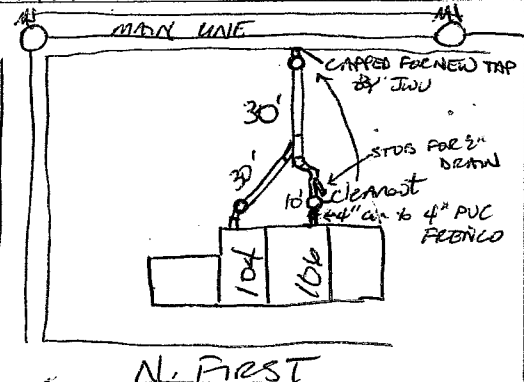 MH
MH
MAIN LINE
CAPPED FOR NEW TAP
BY JWU
30'
STUB FOR 2"
DRAIN
30'
10'
cleanout
4" CI to 4" PVC
FERNCO
104
106
N. FIRST